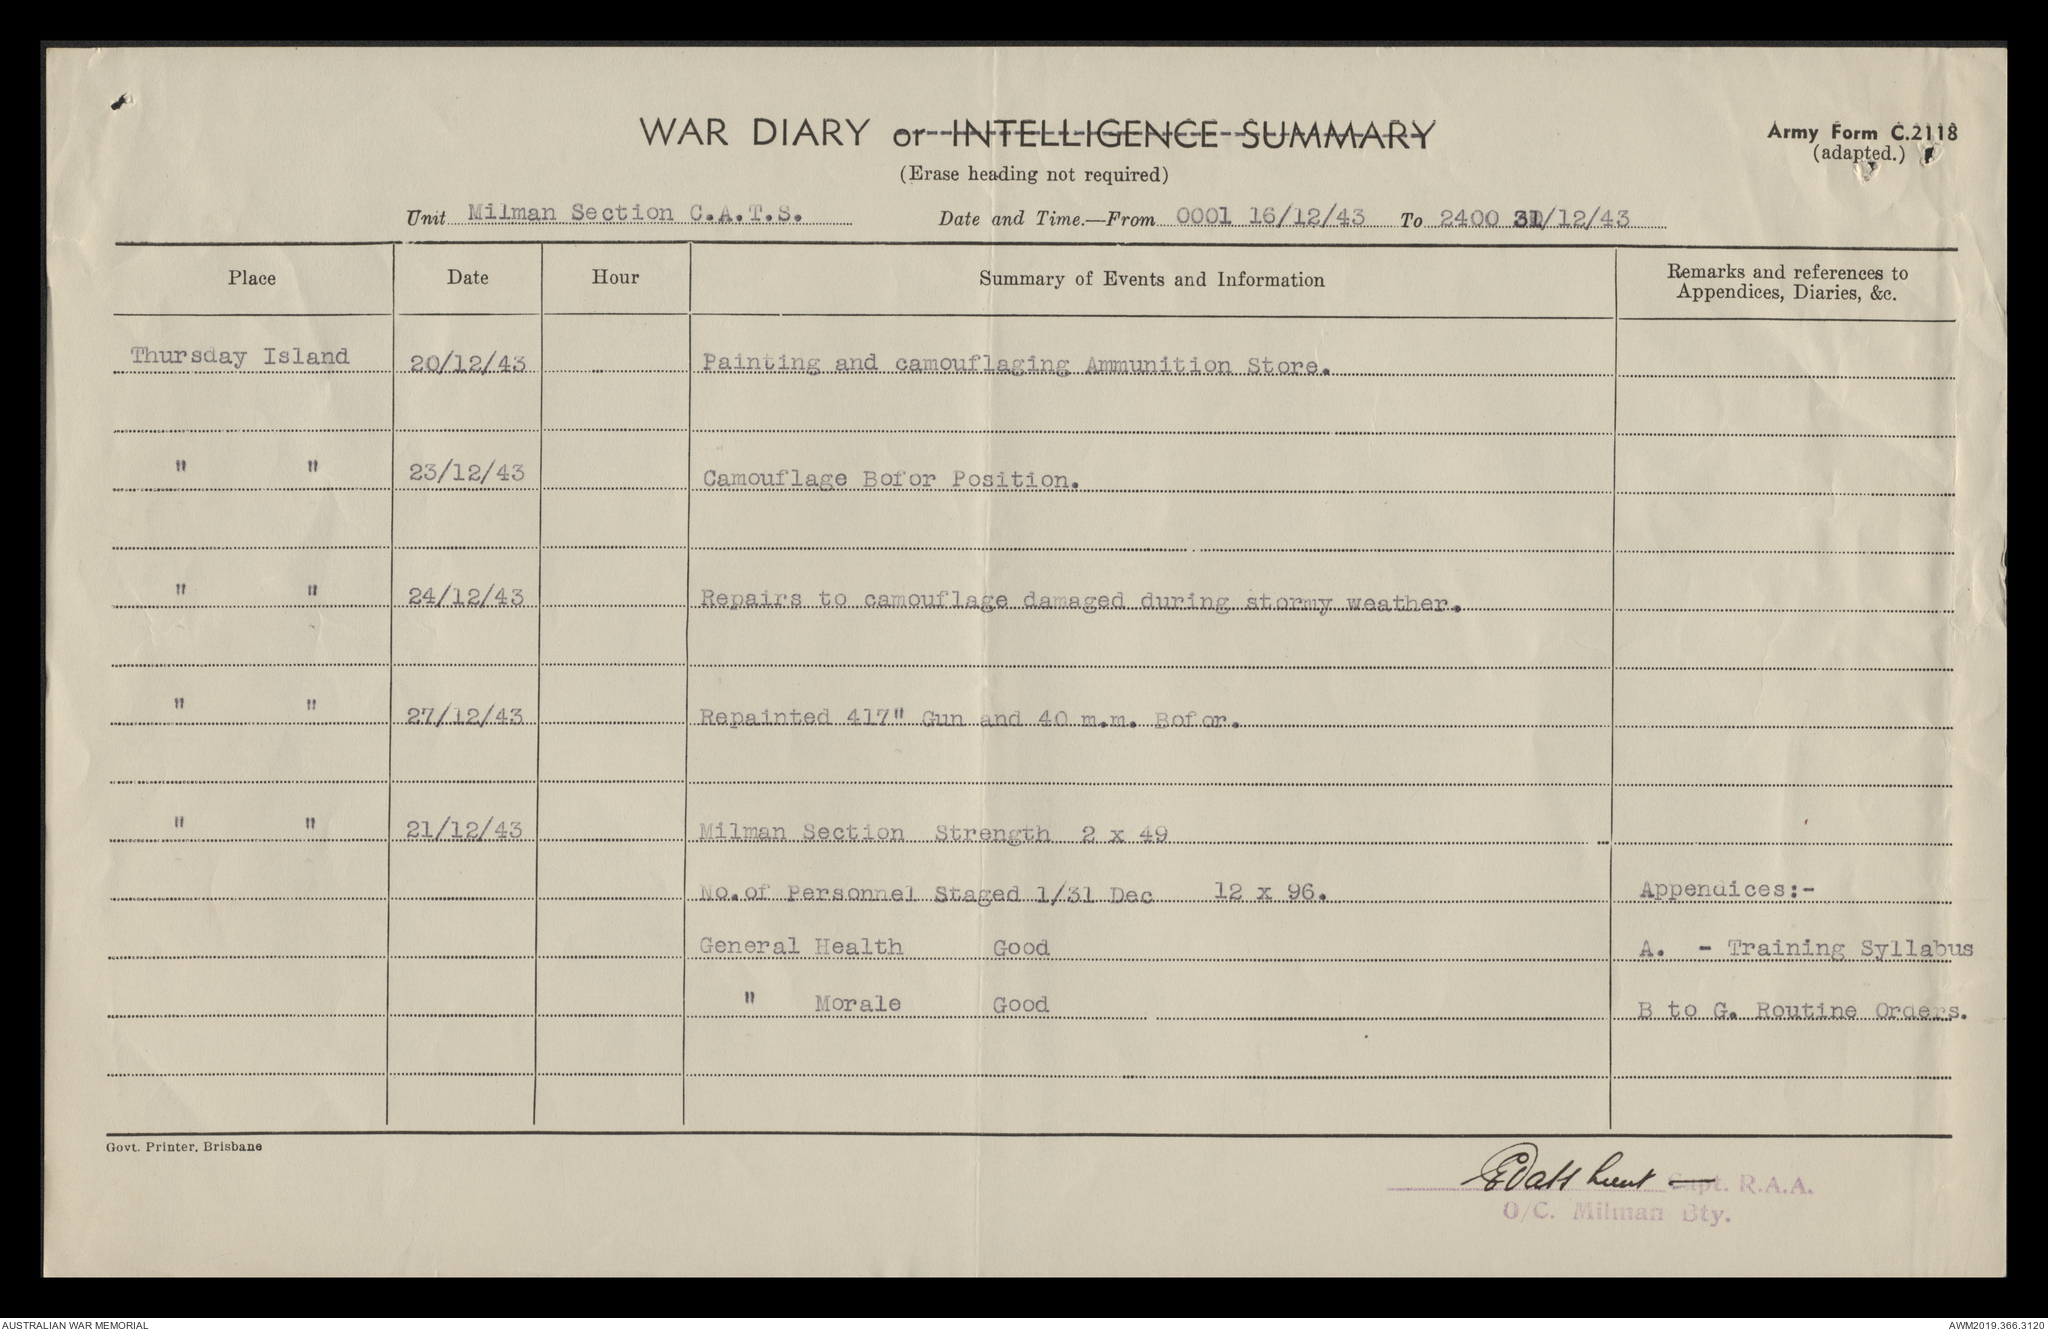 WAR DIARY or INTELLIGENCE SUMMARY
(Erase heading not required)
Army Form C.2118
(adapted.)
Unit Milman Section C.A.T.S. Date and Time.—From 0001 16/12/43 To 2400 31/12/43
Place Date Hour Summary of Events and Information Remarks and references to
Appendices, Diaries, &c.
Thursday Island 20/12/43 Painting and camouflaging Ammunition Store.
" " 23/12/43 Camouflage Bofor Position.
" " 24/12/43 Repairs to camouflage damaged during stormy weather.
" " 27/12/43 Repainted 417" Gun and 40 m.m. Bofor.
" " 21/12/43 Milman Section Strength 2 x 49
No.of Personnel Staged 1/31 Dec 12 x 96. Appendices:-
General Health Good A. - Training Syllabus
" Morale Good B to G. Routine Orders.
Govt. Printer, Brisbane
Lieut Capt. R.A.A.
O/C. Milman Bty.
AUSTRALIAN WAR MEMORIAL
AWM2019.366.3120